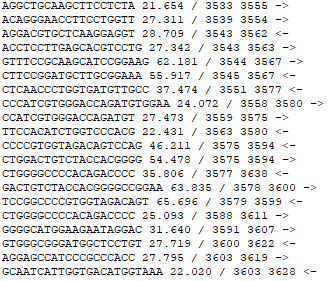 AGGCTGCAAGCTTCCTCTA 21.654 / 3533 3555 ->
ACAGGGAACCTTCCTGGTT 27.311 / 3539 3554 ->
AGGACGTGCTCAAGGAGGT 28.709 / 3543 3562 <-
ACCTCCTTGAGCACGTCCTG 27.342 / 3543 3563 ->
GTTTCCGCAAGCATCCGGAAG 62.181 / 3544 3567 ->
CTTCCGGATGCTTGCGGAAA 55.917 / 3545 3567 <-
CTCAACCCTGGTGATGTTGCC 37.474 / 3551 3577 <-
CCCATCGTGGGACCAGATGTGGAA 24.072 / 3558 3580 ->
CCATCGTGGGACCAGATGT 27.473 / 3559 3575 ->
TTCCACATCTGGTCCCACG 22.431 / 3563 3580 <-
CCCCGTGGTAGACAGTCCAG 46.211 / 3575 3594 <-
CTGGACTGTCTACCACGGGG 54.478 / 3575 3594 ->
CTGGGGCCCCACAGACCCC 35.806 / 3577 3638 <-
GACTGTCTACCACGGGGCCGGAA 63.835 / 3578 3600 ->
TCCGGCCCCGTGGTAGACAGT 65.696 / 3579 3599 <-
CTGGGGCCCCACAGACCCC 25.093 / 3588 3611 ->
GGGGCATGGAAGAATAGGAC 31.640 / 3591 3607 ->
GTGGGCGGGATGGCTCCTGT 27.719 / 3600 3622 <-
AGGAGCCATCCCGCCCACC 27.795 / 3603 3619 ->
GCAATCATTGGTGACATGGTAAA 22.020 / 3603 3628 <-